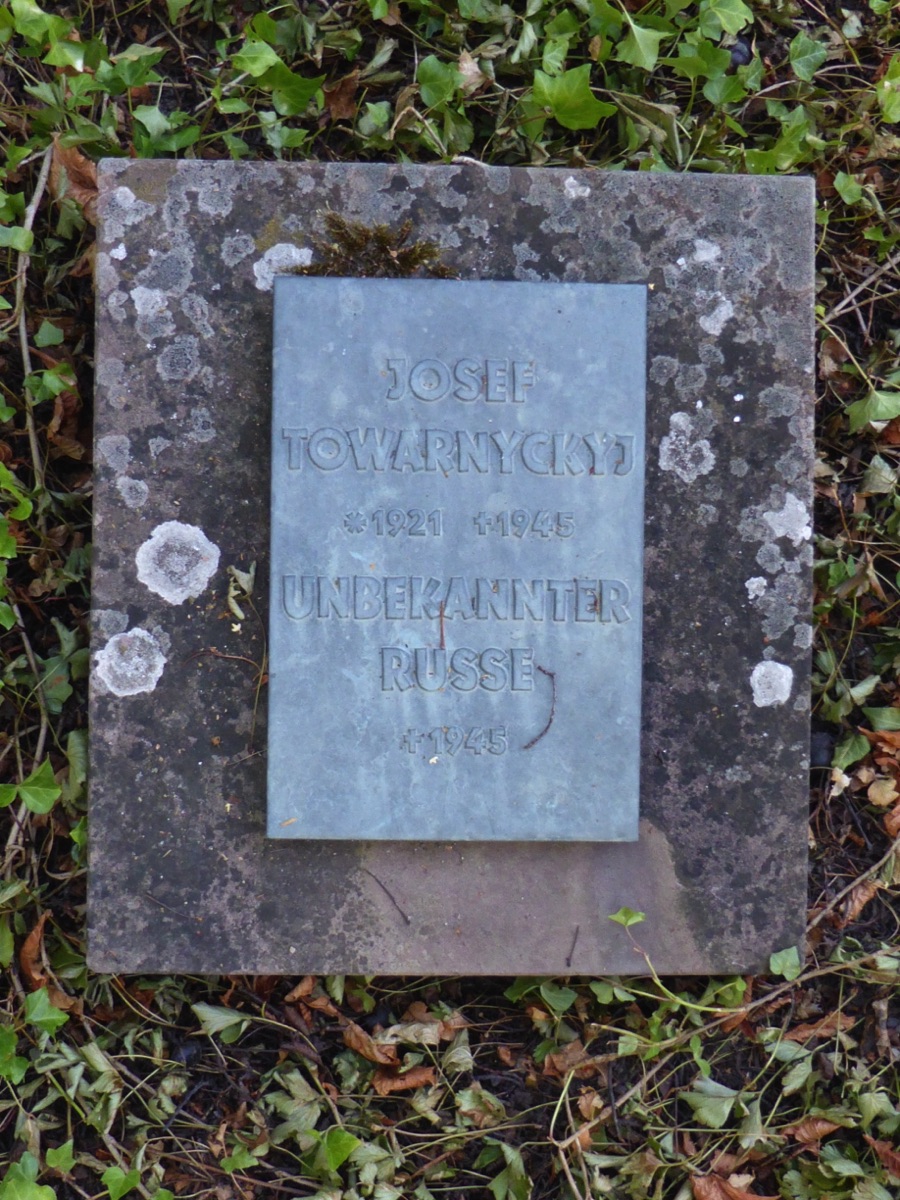 JOSEF
TOWARNYCKYJ
*1921 +1945
UNBEKANNTER
RUSSE
+1945